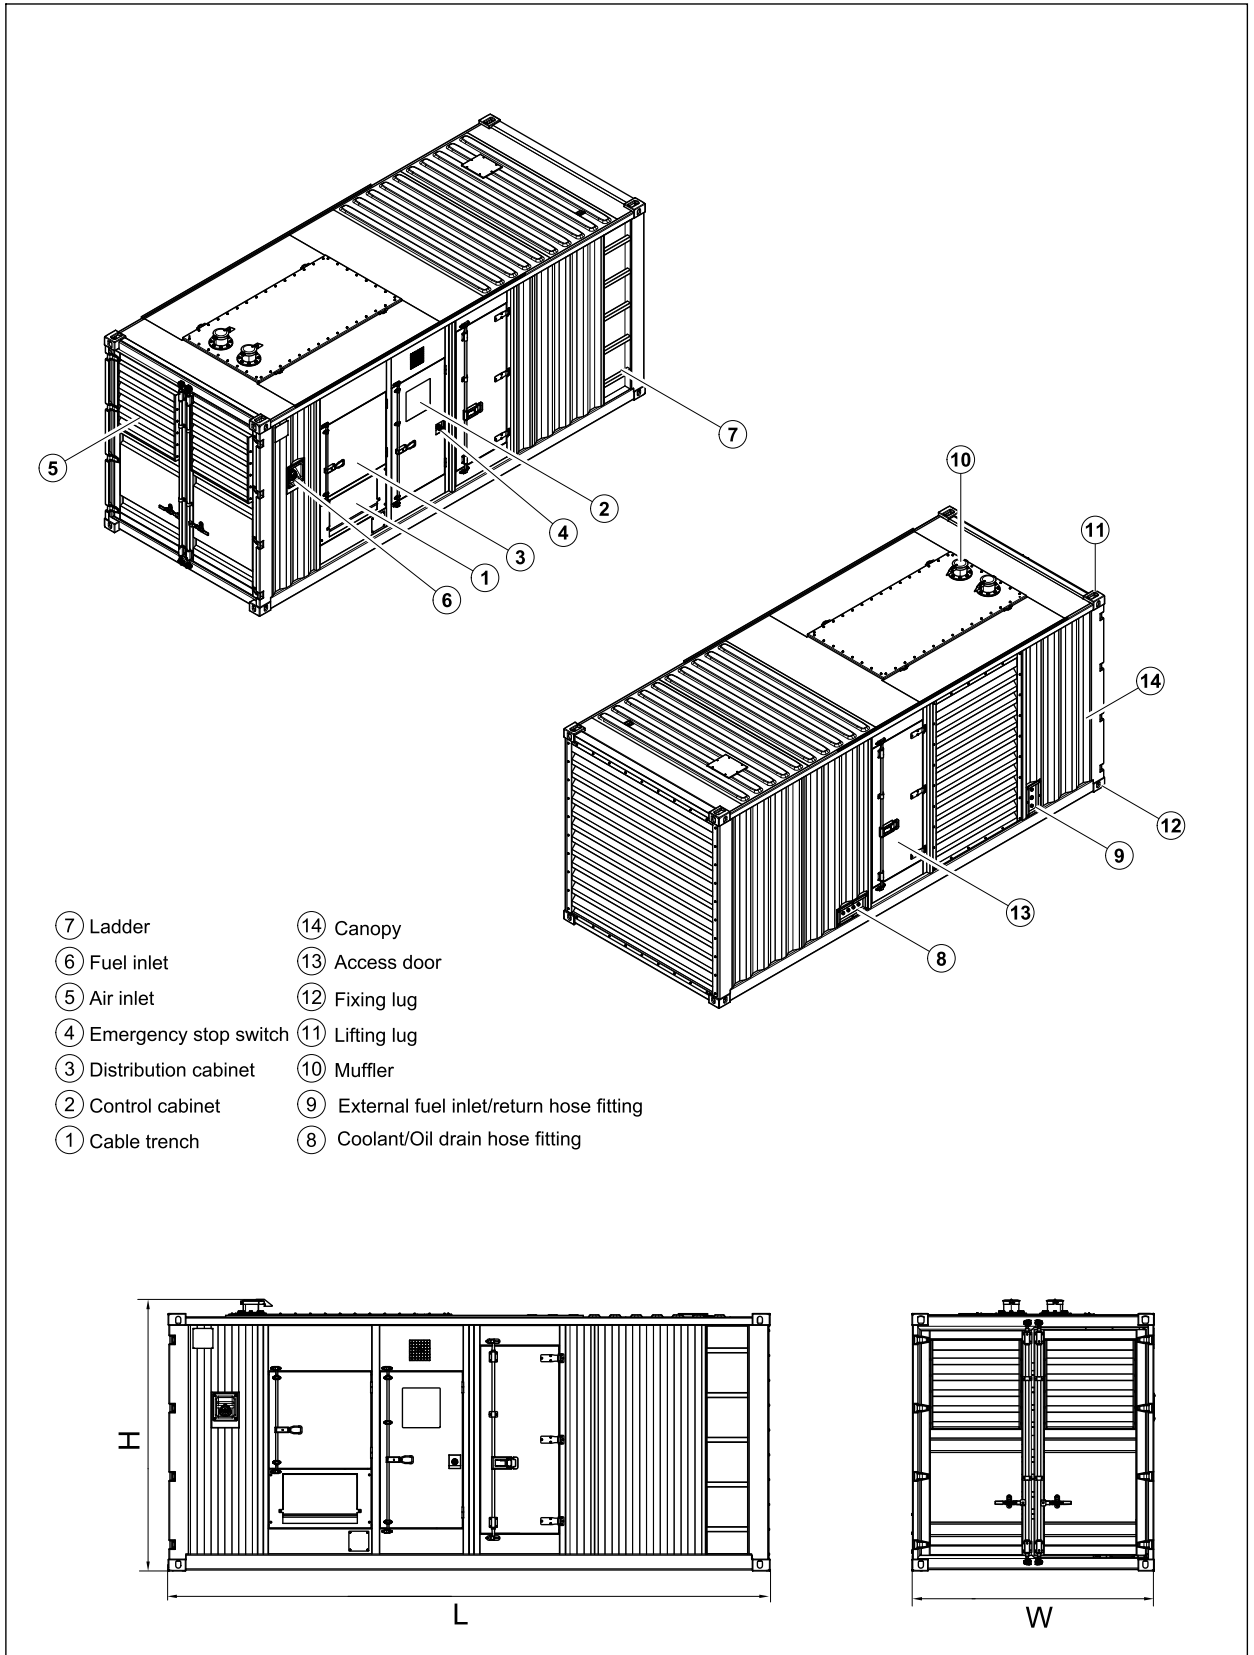 7
5
2
4
3
1
6
10
11
14
12
9
13
8
7 Ladder
6 Fuel inlet
5 Air inlet
4 Emergency stop switch
3 Distribution cabinet
2 Control cabinet
1 Cable trench
14 Canopy
13 Access door
12 Fixing lug
11 Lifting lug
10 Muffler
9 External fuel inlet/return hose fitting
8 Coolant/Oil drain hose fitting
H
L
W